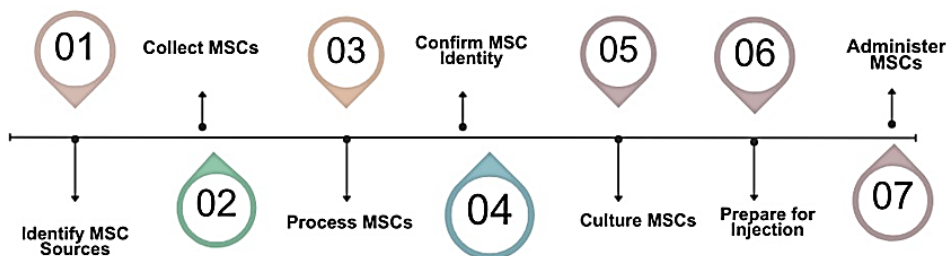 01
Collect MSCs
03
Confirm MSC
Identity
05
06
Administer
MSCs
Identify MSC
Sources
02
Process MSCs
04
Culture MSCs
Prepare for
Injection
07